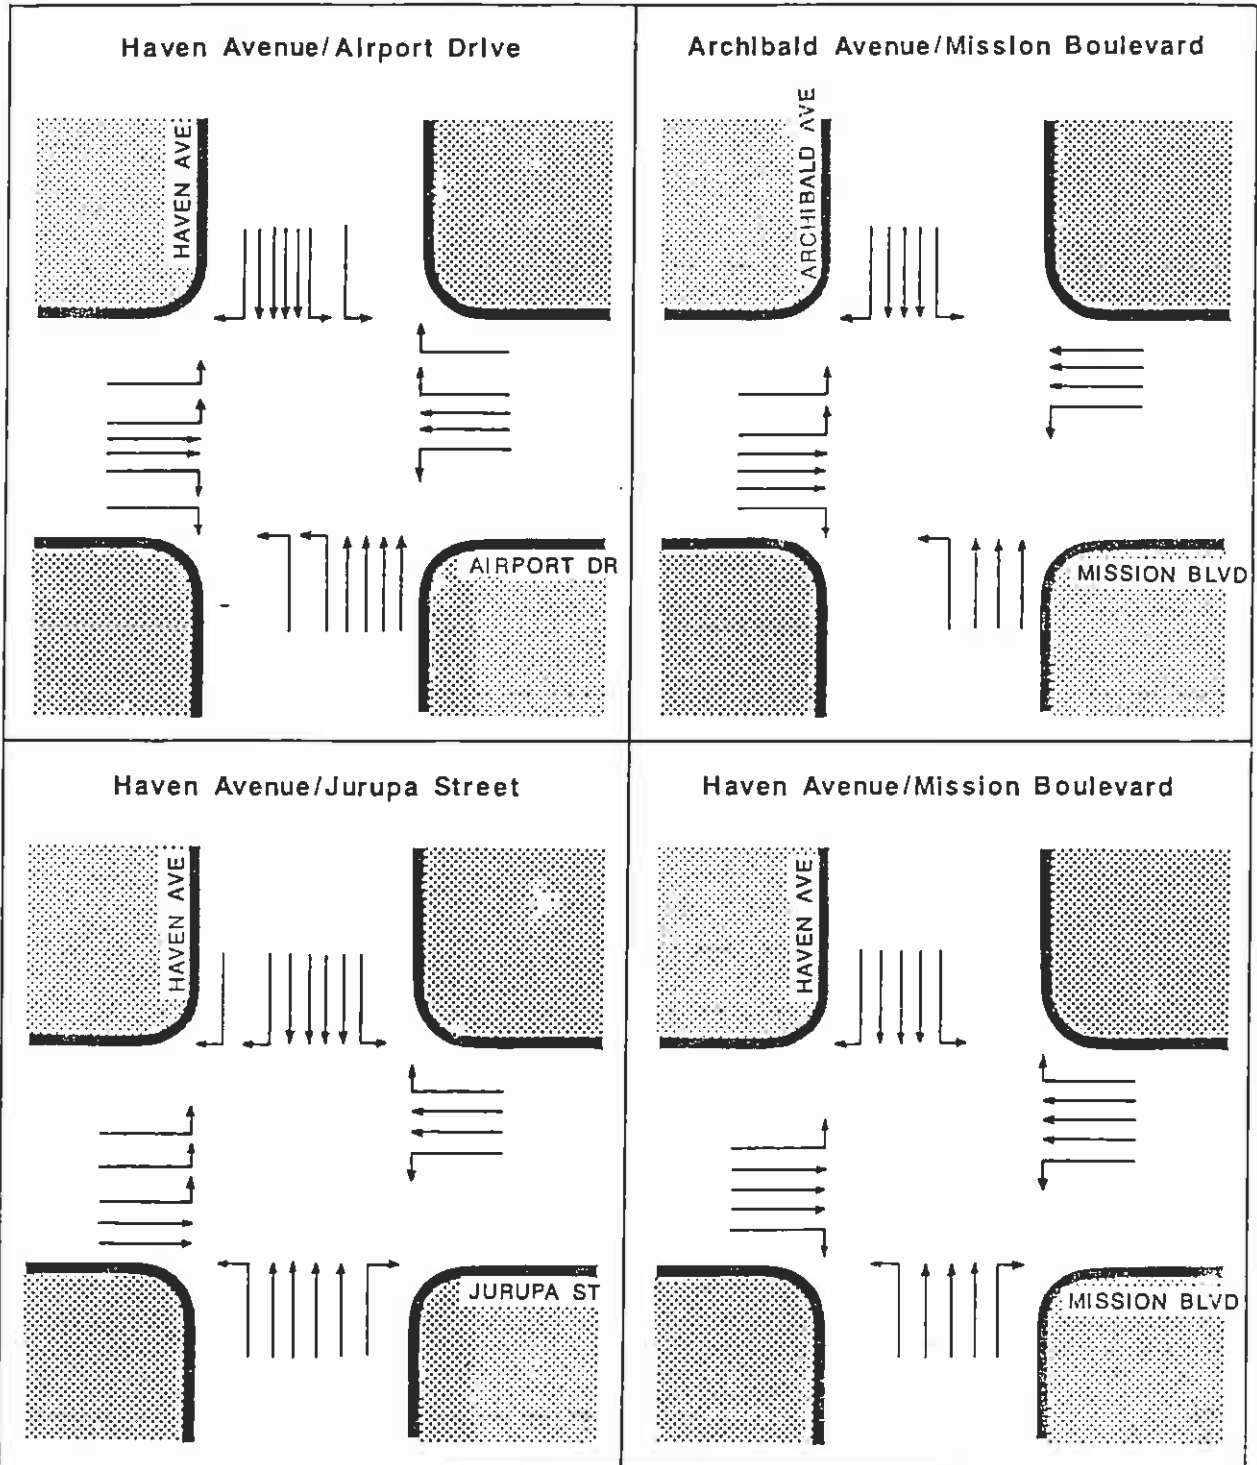 Haven Avenue/Airport Drive
HAVEN AVE
AIRPORT DR
Archibald Avenue/Mission Boulevard
ARCHIBALD AVE
MISSION BLVD
Haven Avenue/Jurupa Street
HAVEN AVE
JURUPA ST
Haven Avenue/Mission Boulevard
HAVEN AVE
MISSION BLVD